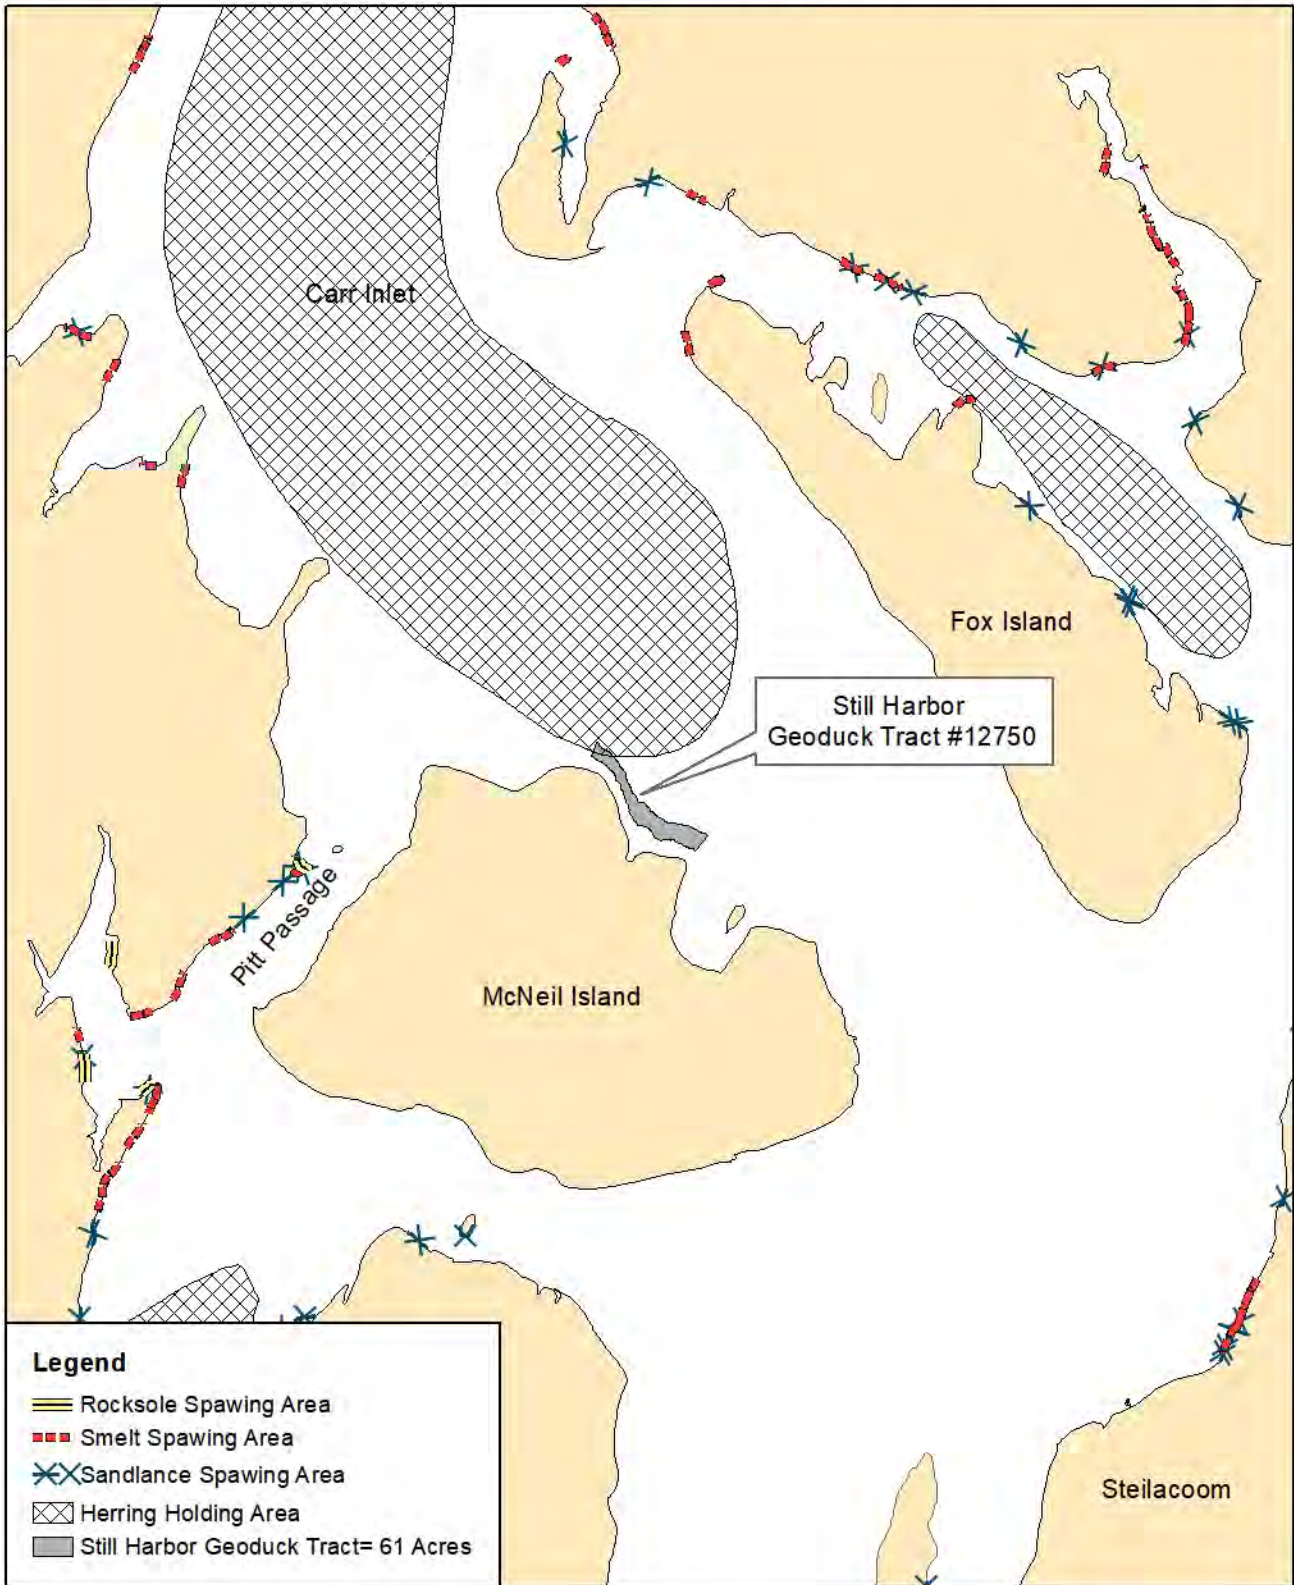 Carr Inlet
Fox Island
Still Harbor
Geoduck Tract #12750
Pitt Passage
McNeil Island
Steilacoom
Legend
Rocksole Spawing Area
Smelt Spawing Area
Sandlance Spawing Area
Herring Holding Area
Still Harbor Geoduck Tract= 61 Acres